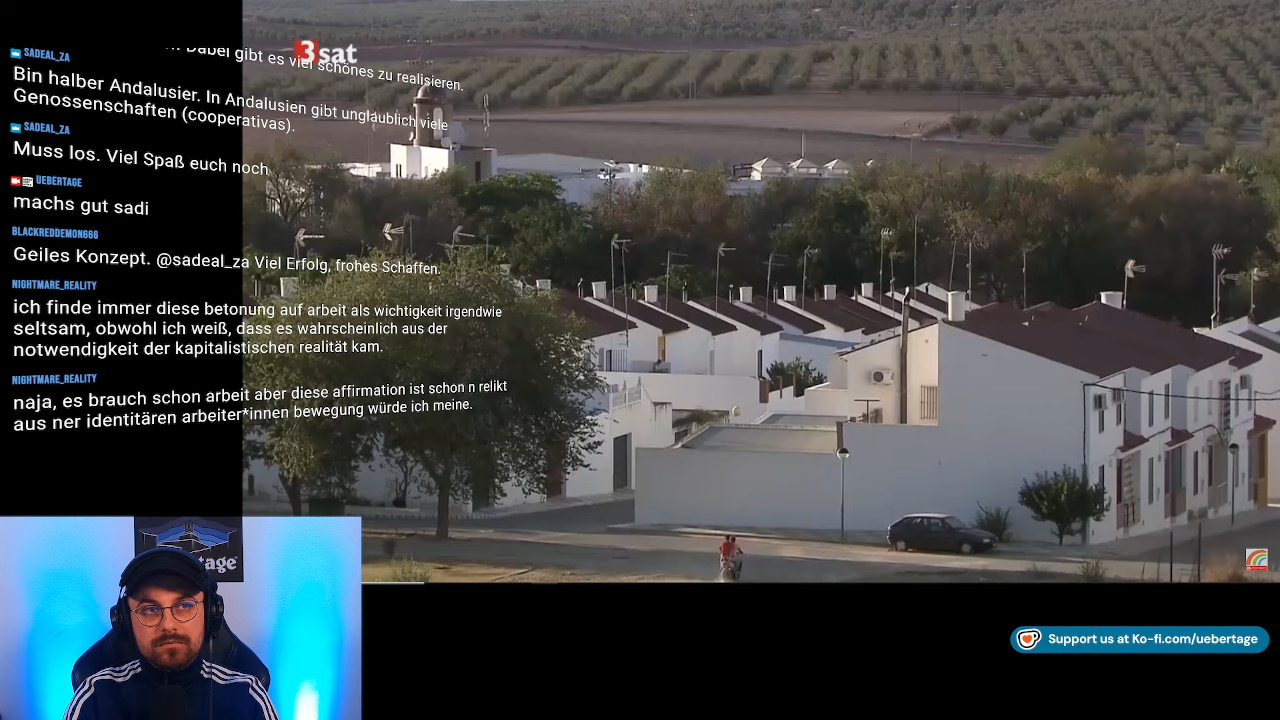 Dabei gibt es viel schönes zu realisieren.
3sat
SADEAL_ZA
Bin halber Andalusier. In Andalusien gibt unglaublich viele
Genossenschaften (cooperativas).
SADEAL_ZA
Muss los. Viel Spaß euch noch
UEBERTAGE
machs gut sadi
BLACKREDDEMON666
Geiles Konzept. @sadeal_za Viel Erfolg, frohes Schaffen.
NIGHTMARE_REALITY
ich finde immer diese betonung auf arbeit als wichtigkeit irgendwie
seltsam, obwohl ich weiß, dass es wahrscheinlich aus der
notwendigkeit der kapitalistischen realität kam.
NIGHTMARE_REALITY
naja, es brauch schon arbeit aber diese affirmation ist schon n relikt
aus ner identitären arbeiter*innen bewegung würde ich meine.
tage
Support us at Ko-fi.com/uebertage